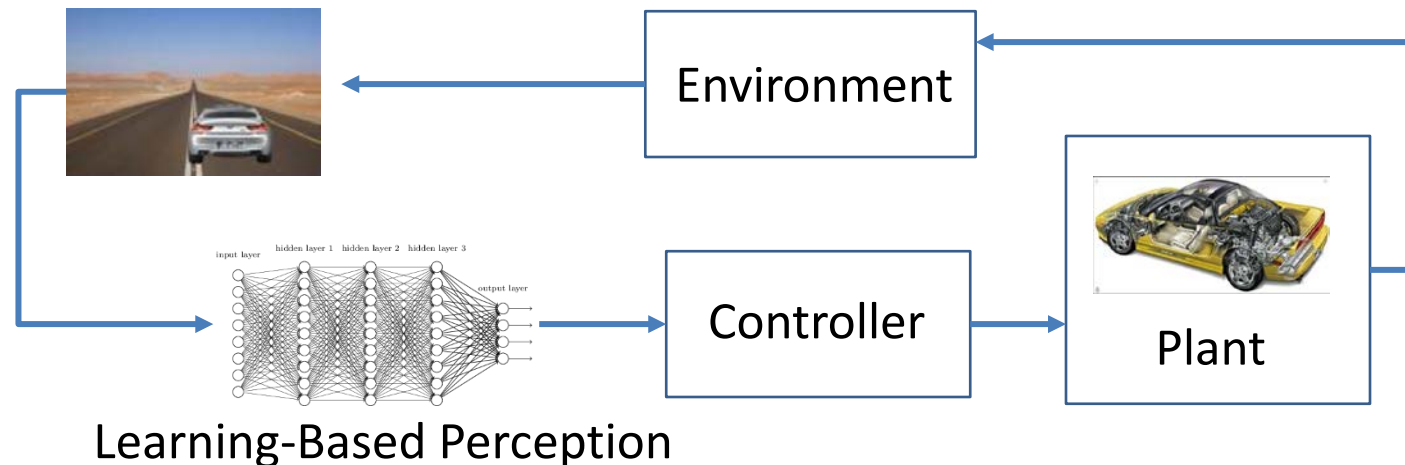 Environment
input layer
hidden layer 1 hidden layer 2 hidden layer 3
output layer
Controller
Plant
Learning-Based Perception